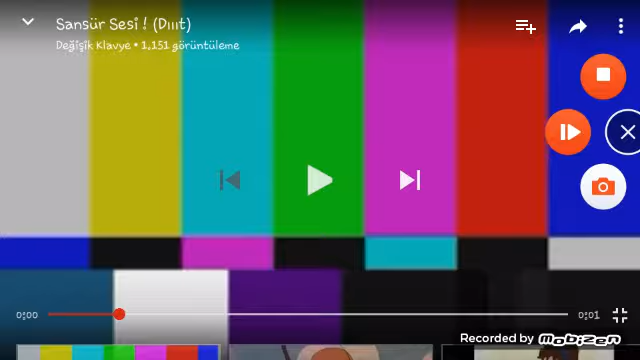 Sansür Sesi ! (Dıııt)
Değişik Klavye • 1,151 görüntüleme
0:00
0:01
Recorded by Mobizen